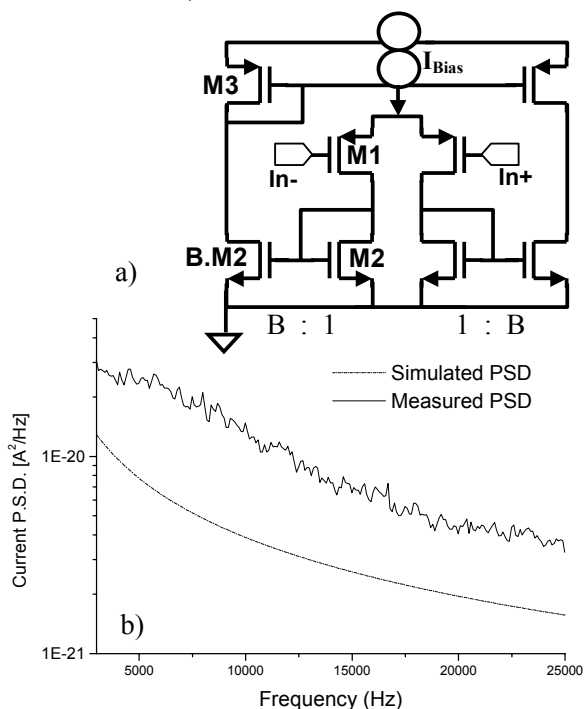 I_Bias
M3
M1
In-
In+
B.M2
M2
a)
B : 1
1 : B
Simulated PSD
Measured PSD
1E-20
Current P.S.D. [A²/Hz]
1E-21
b)
5000 10000 15000 20000 25000
Frequency (Hz)